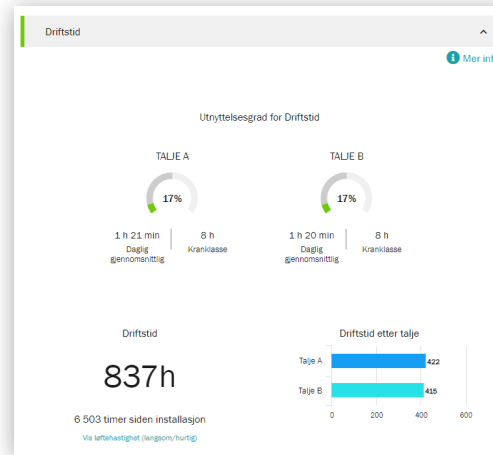 Driftstid
Mer inf
Utnyttelsesgrad for Driftstid
TALJE A
TALJE B
17%
17%
1 h 21 min
8 h
1 h 20 min
8 h
Daglig
gjennomsnittlig
Kranklasse
Daglig
gjennomsnittlig
Kranklasse
Driftstid
Driftstid etter talje
837h
Talje A
422
Talje B
415
0 200 400 600
6 503 timer siden installasjon
Vis løftehastighet (langsom/hurtig)